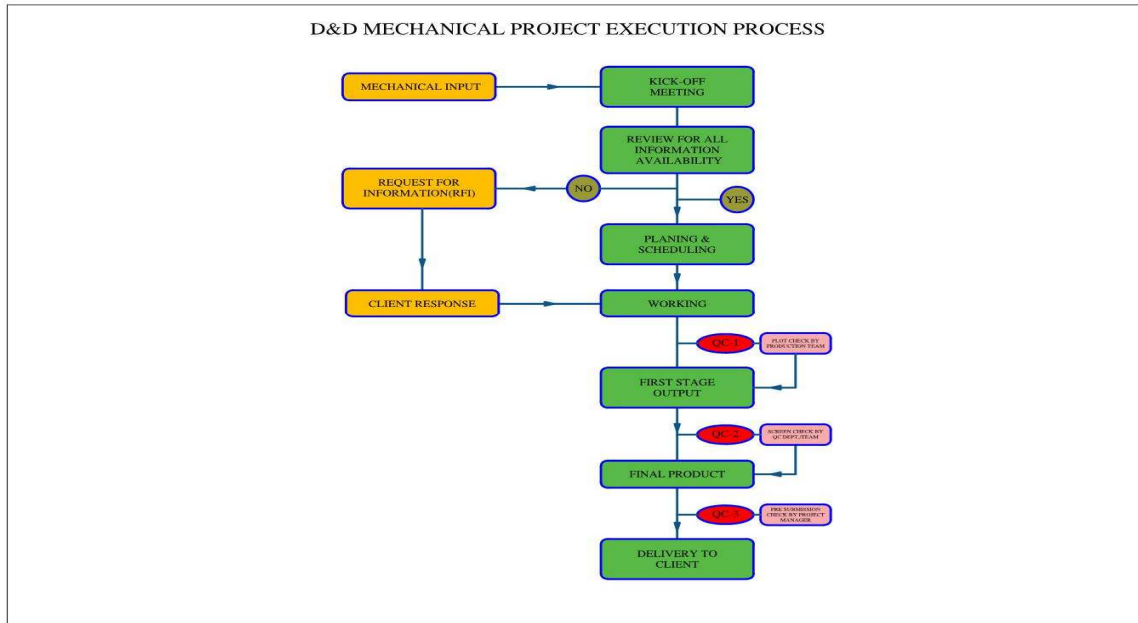 D&D MECHANICAL PROJECT EXECUTION PROCESS
MECHANICAL INPUT
KICK-OFF
MEETING
REVIEW FOR ALL
INFORMATION
AVAILABILITY
REQUEST FOR
INFORMATION(RFI)
NO
YES
PLANING &
SCHEDULING
CLIENT RESPONSE
WORKING
QC-1
PLOT CHECK BY
PRODUCTION TEAM
FIRST STAGE
OUTPUT
QC-2
SCREEN CHECK BY
QC DEPT./TEAM
FINAL PRODUCT
QC-3
PRE SUBMISSION
CHECK BY PROJECT
MANAGER
DELIVERY TO
CLIENT